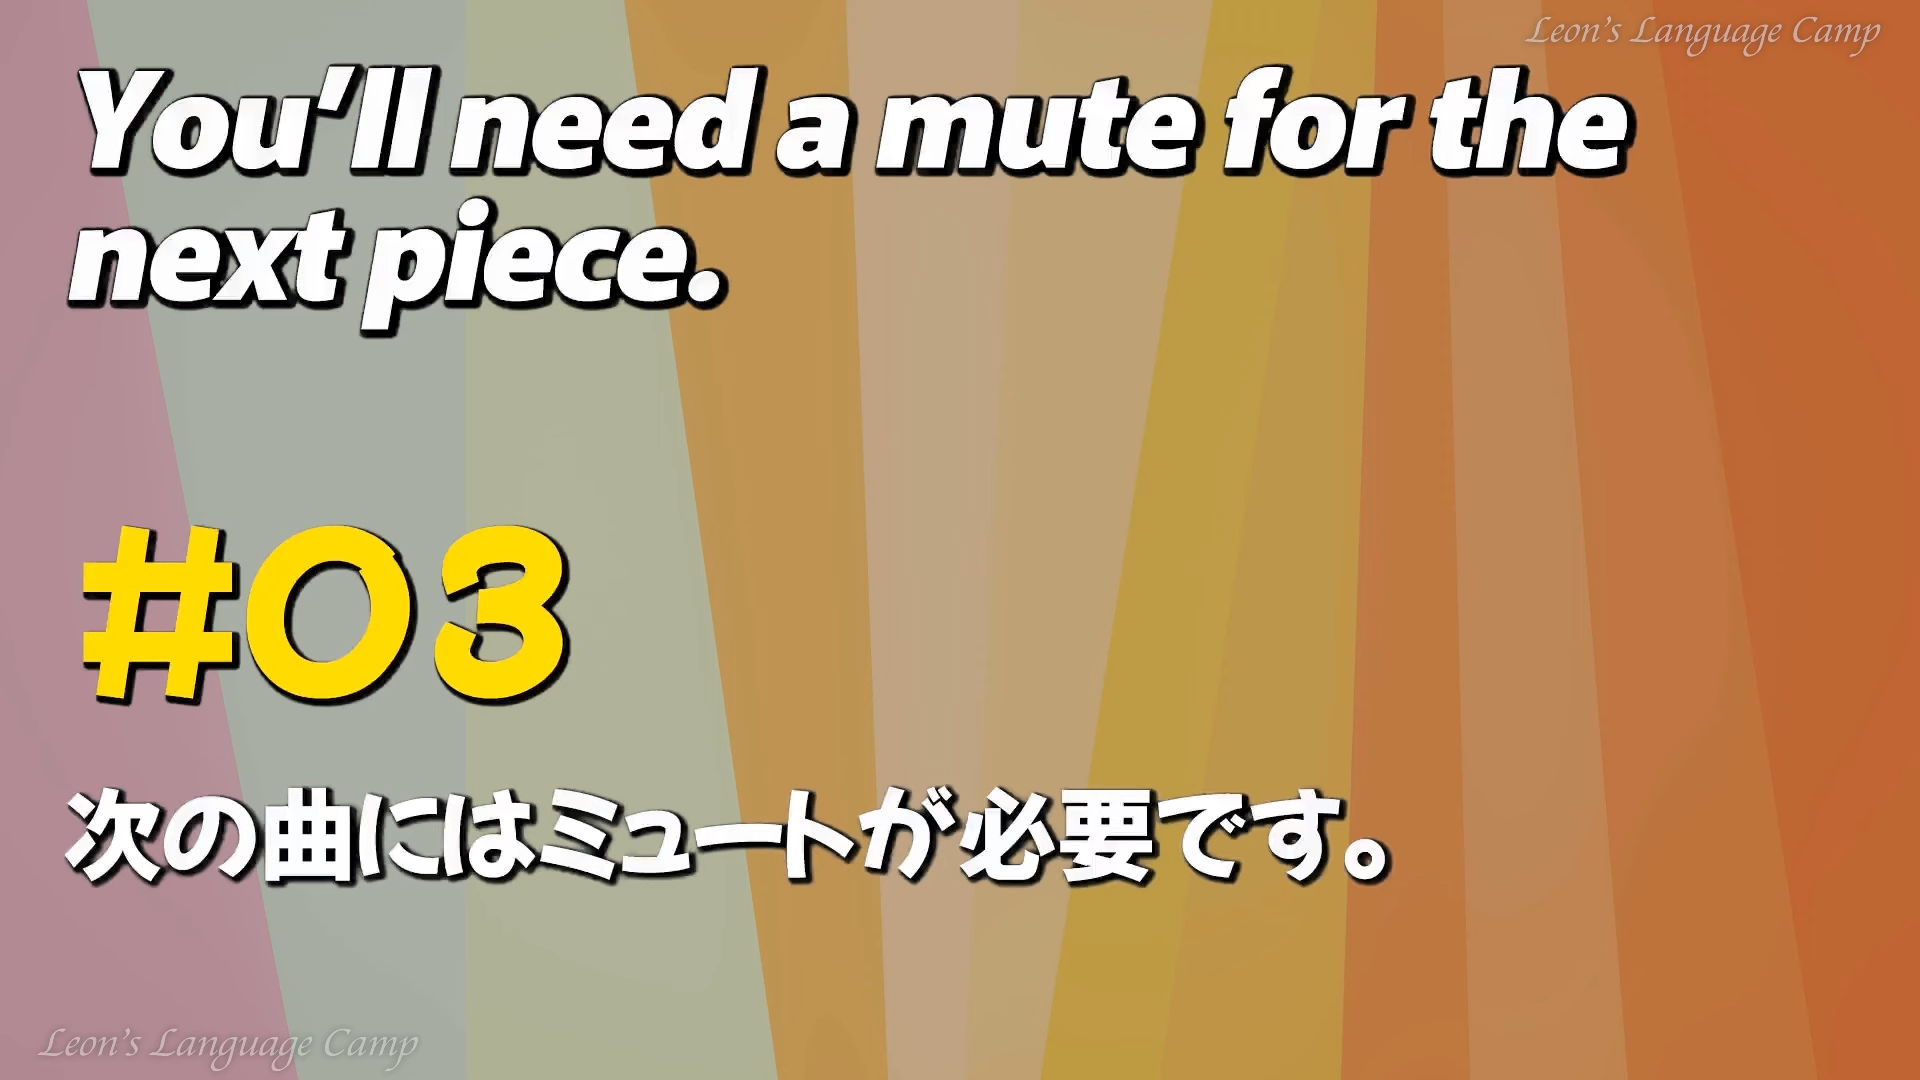 Leon's Language Camp
You'll need a mute for the
next piece.
#03
次の曲にはミュートが必要です。
Leon's Language Camp